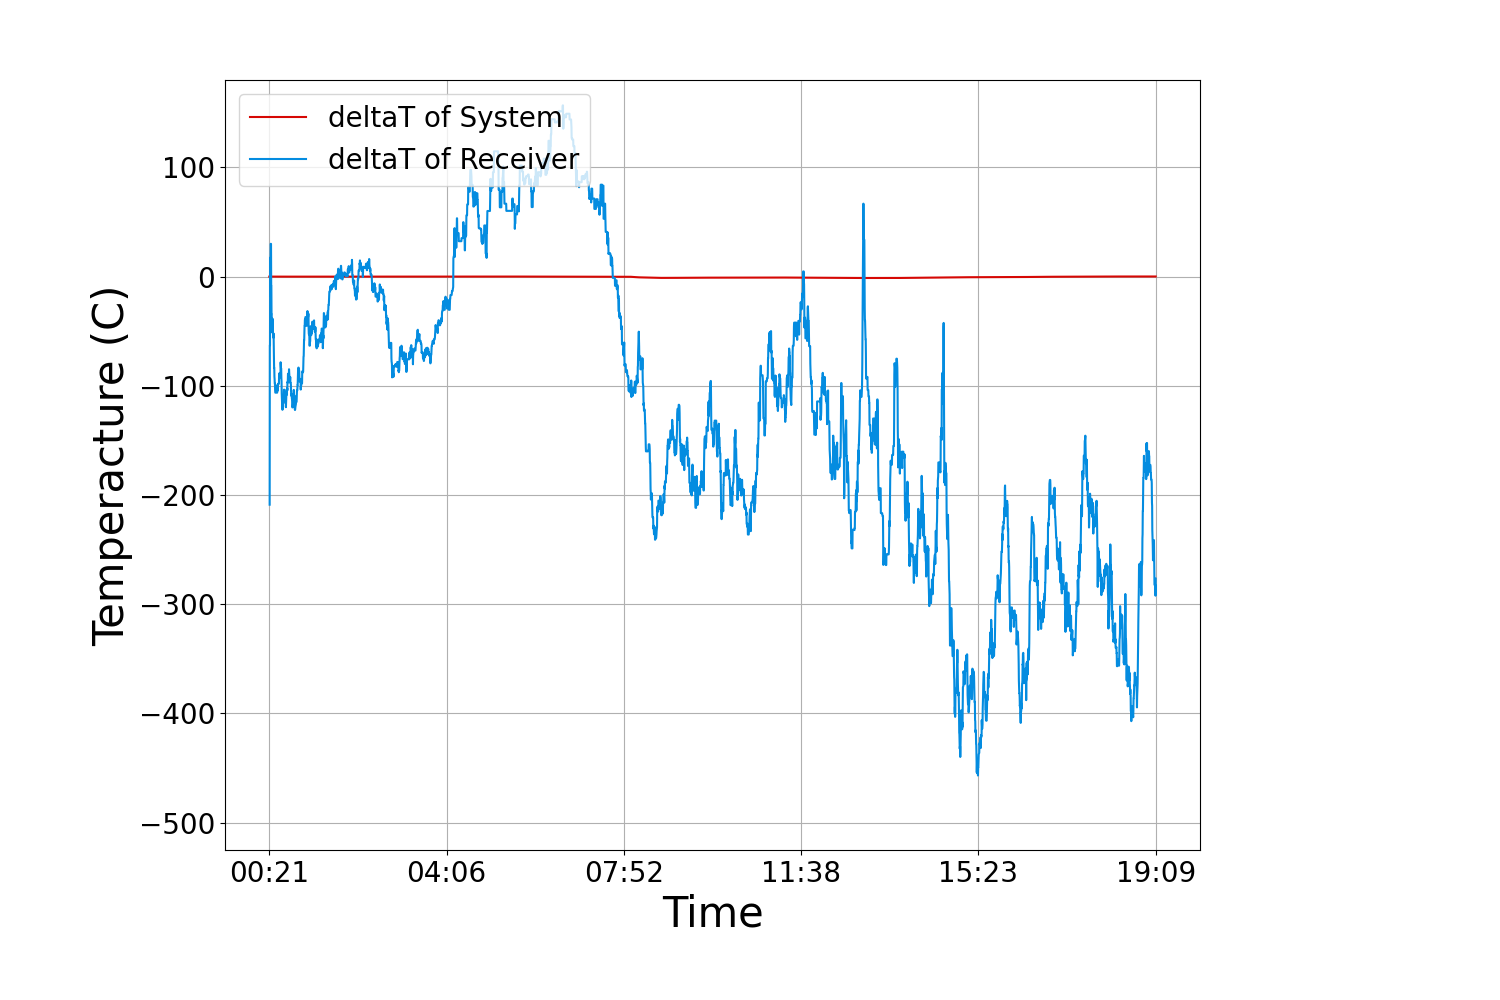 deltaT of System
deltaT of Receiver
100
0
−100
−200
−300
−400
−500
Temperacture (C)
00:21 04:06 07:52 11:38 15:23 19:09
Time